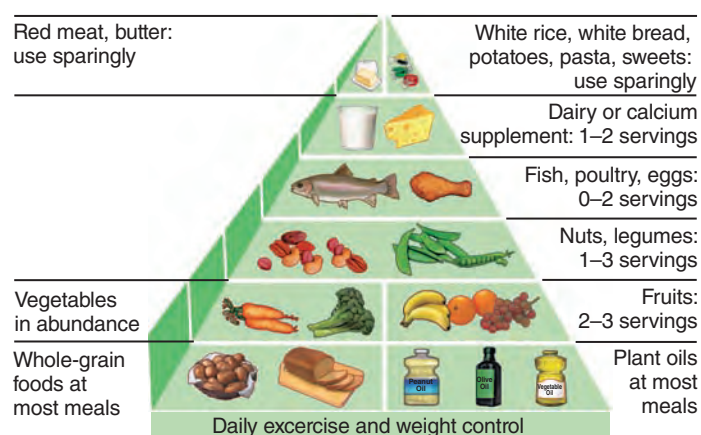 Red meat, butter:
use sparingly
White rice, white bread,
potatoes, pasta, sweets:
use sparingly
Dairy or calcium
supplement: 1–2 servings
Fish, poultry, eggs:
0–2 servings
Nuts, legumes:
1–3 servings
Vegetables
in abundance
Fruits:
2–3 servings
Whole-grain
foods at
most meals
Peanut
Oil
Olive
Oil
Vegetable
Oil
Plant oils
at most
meals
Daily excercise and weight control